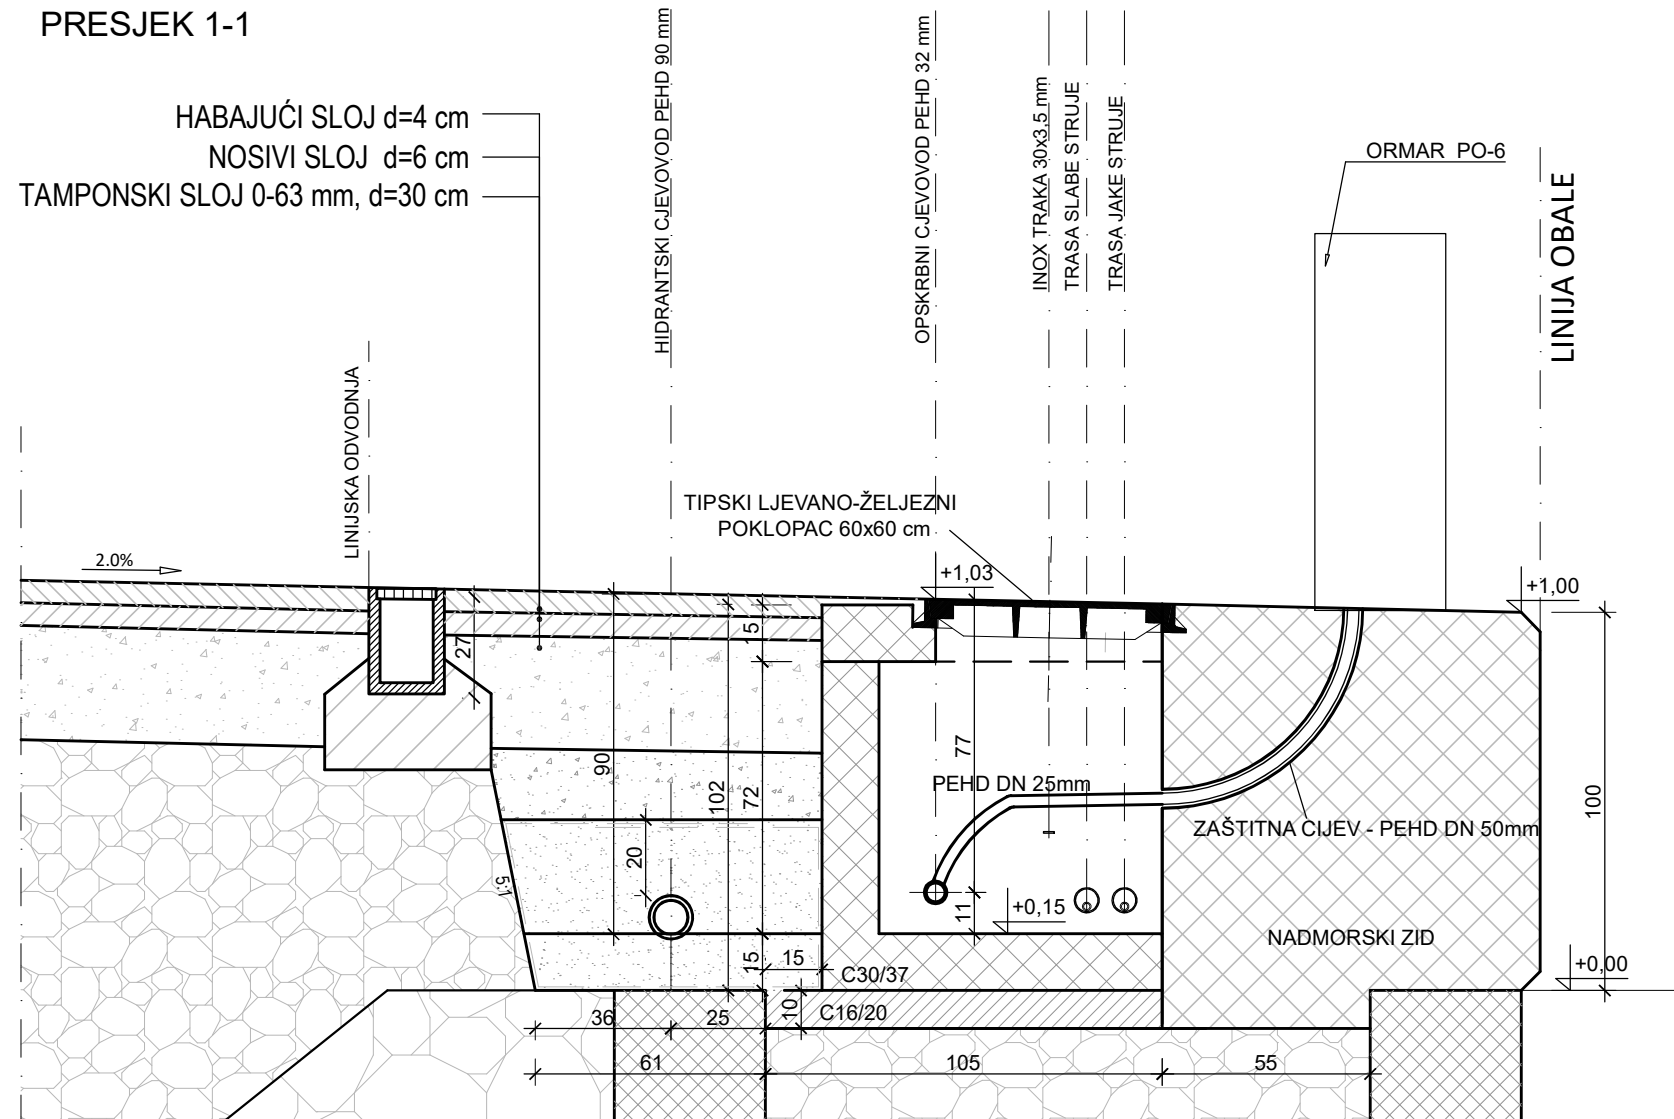 PRESJEK 1-1
HABAJUĆI SLOJ d=4 cm
NOSIVI SLOJ d=6 cm
TAMPONSKI SLOJ 0-63 mm, d=30 cm
LINIJSKA ODVODNJA
HIDRANTSKI CJEVOVOD PEHD 90 mm
OPSKRBNI CJEVOVOD PEHD 32 mm
INOX TRAKA 30x3,5 mm
TRASA SLABE STRUJE
TRASA JAKE STRUJE
ORMAR PO-6
LINIJA OBALE
TIPSKI LJEVANO-ŽELJEZNI
POKLOPAC 60x60 cm
2.0%
+1,03
+1,00
27
15
90
102
72
77
20
5:1
PEHD DN 25mm
ZAŠTITNA CIJEV - PEHD DN 50mm
100
11
+0,15
NADMORSKI ZID
15
15
C30/37
+0,00
10
C16/20
36
25
61
105
55